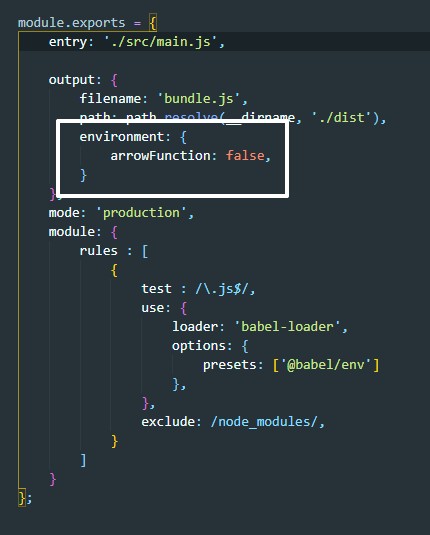 module.exports = {
entry: './src/main.js',
output: {
filename: 'bundle.js',
path: path.resolve(__dirname, './dist'),
environment: {
arrowFunction: false,
}
},
mode: 'production',
module: {
rules : [
{
test : /\.js$/,
use: {
loader: 'babel-loader',
options: {
presets: ['@babel/env']
},
},
exclude: /node_modules/,
}
]
}
};